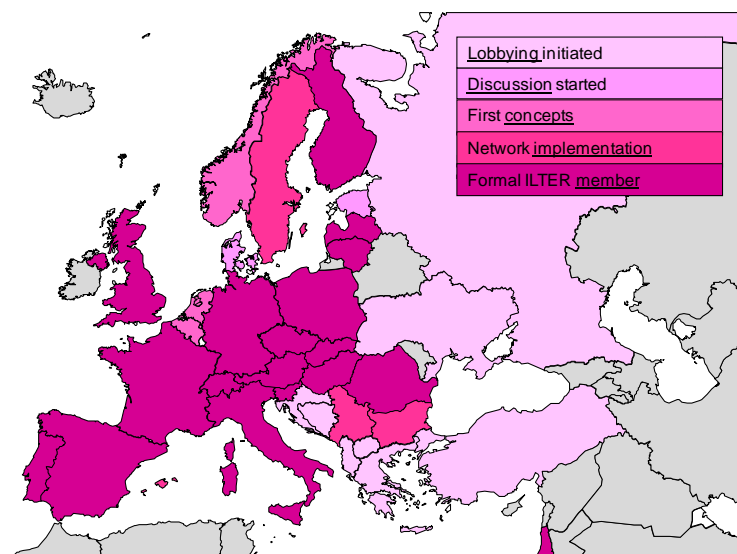 Lobbying initiated
Discussion started
First concepts
Network implementation
Formal ILTER member